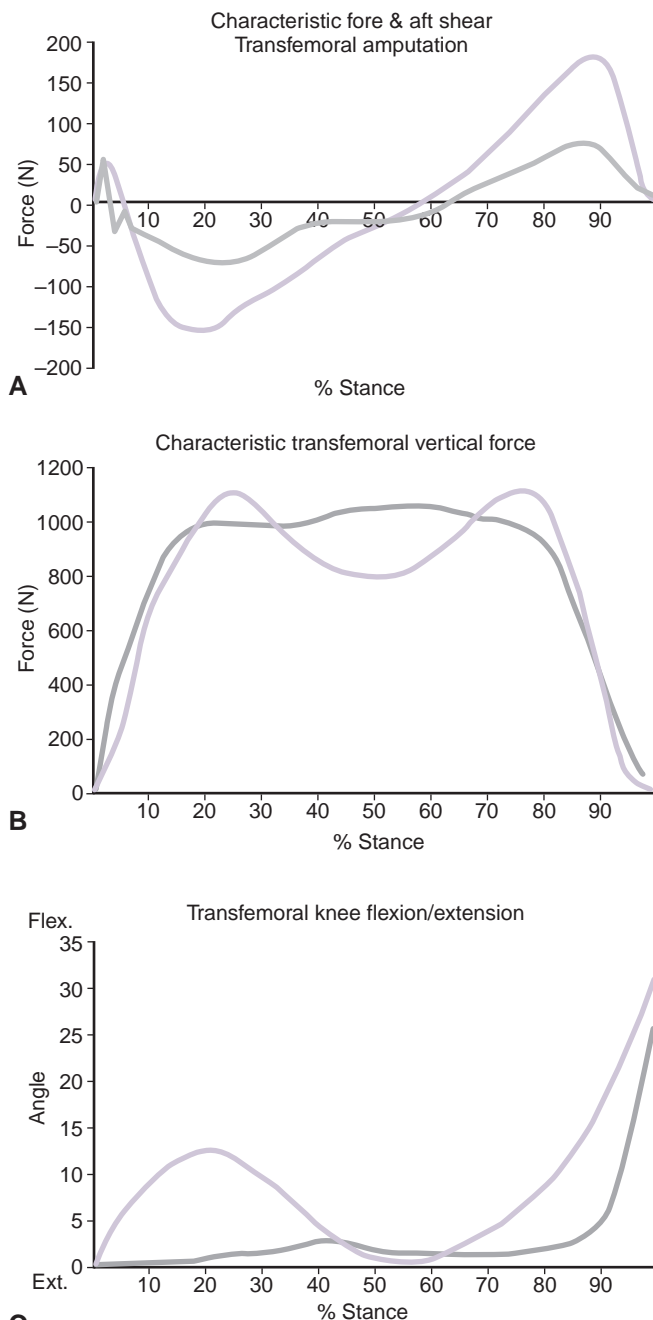 Characteristic fore & aft shear
Transfemoral amputation
200
150
100
50
0
–50
–100
–150
–200
Force (N)
10 20 30 40 50 60 70 80 90
A
% Stance
Characteristic transfemoral vertical force
1200
1000
800
600
400
200
0
Force (N)
10 20 30 40 50 60 70 80 90
B
% Stance
Transfemoral knee flexion/extension
Flex.
35
30
25
20
15
10
5
0
Angle
Ext.
10 20 30 40 50 60 70 80 90
% Stance